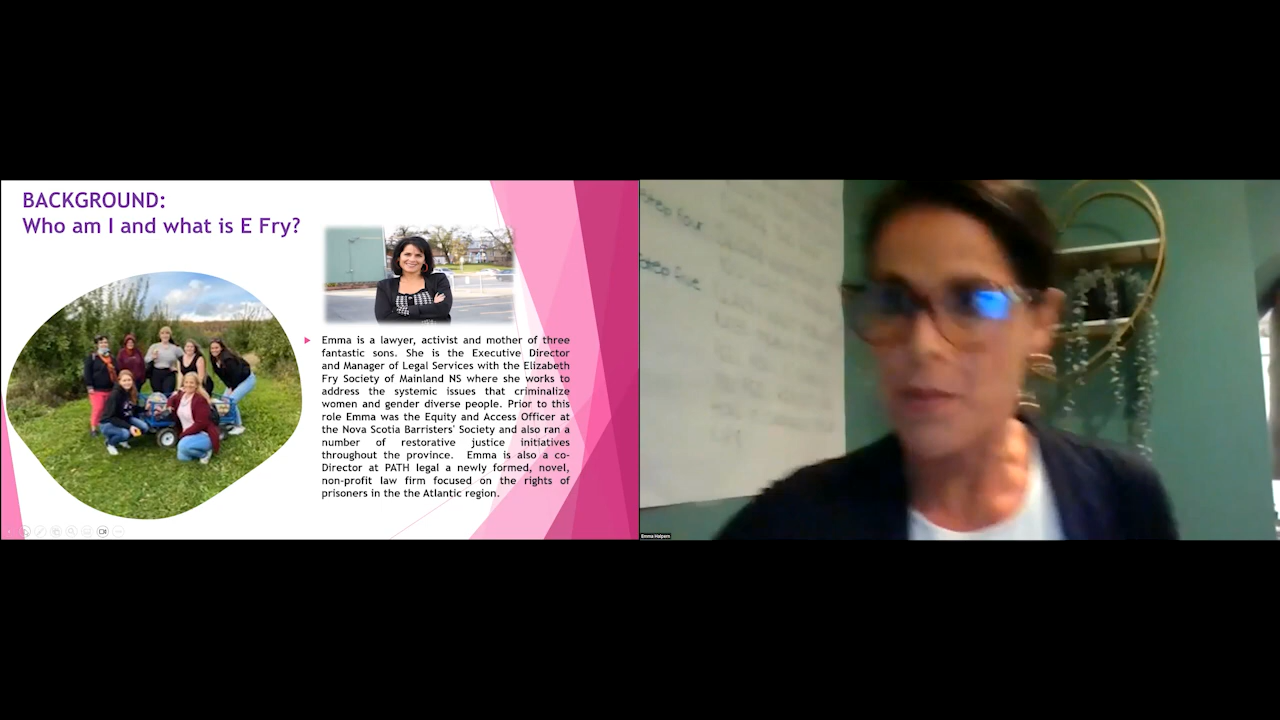 BACKGROUND:
Who am I and what is E Fry?
Emma is a lawyer, activist and mother of three
fantastic sons. She is the Executive Director
and Manager of Legal Services with the Elizabeth
Fry Society of Mainland NS where she works to
address the systemic issues that criminalize
women and gender diverse people. Prior to this
role Emma was the Equity and Access Officer at
the Nova Scotia Barristers' Society and also ran a
number of restorative justice initiatives
throughout the province. Emma is also a co-
Director at PATH legal a newly formed, novel,
non-profit law firm focused on the rights of
prisoners in the the Atlantic region.
Emma Halpern